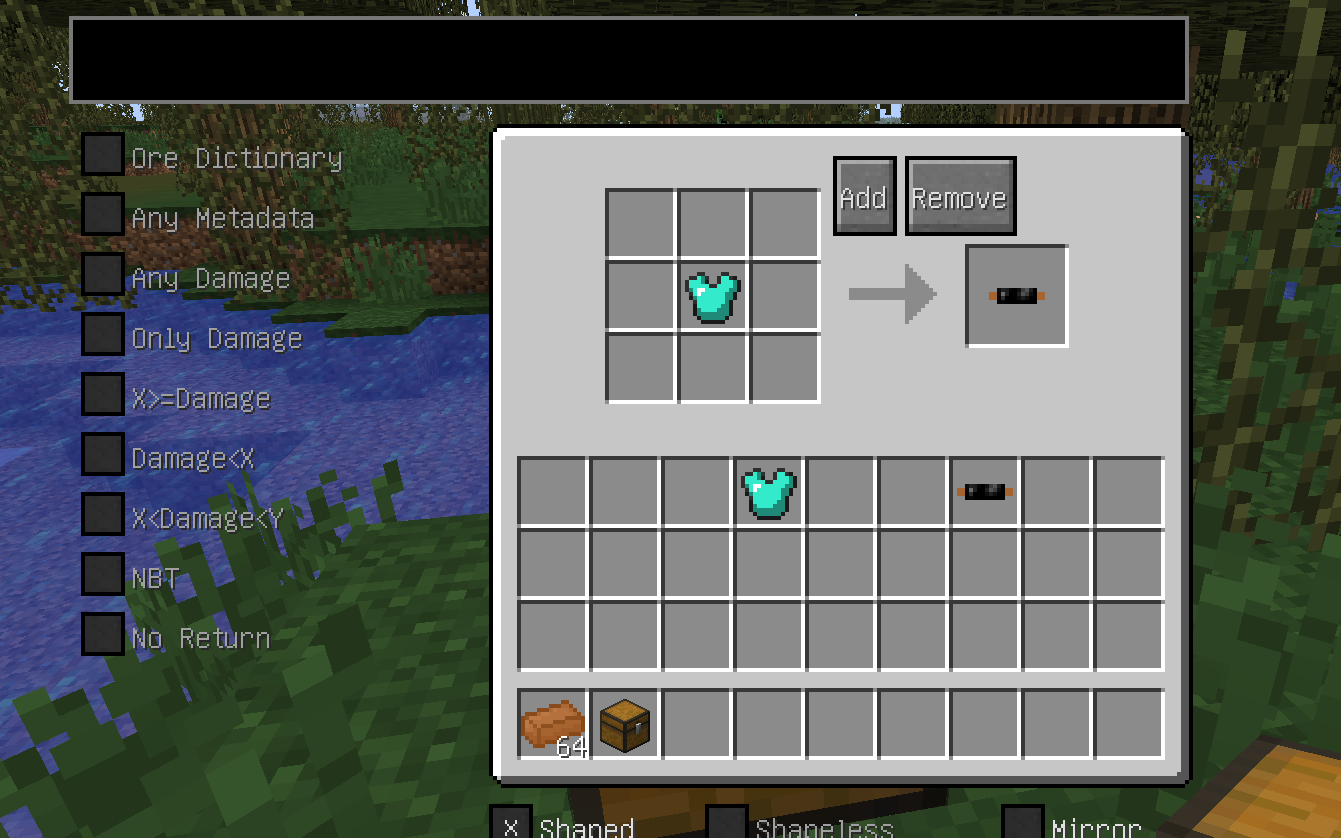 Ore Dictionary
Any Metadata
Any Damage
Only Damage
X>=Damage
Damage<X
X<Damage<Y
NBT
No Return
Add
Remove
64
X Shaped
Shapeless
Mirror